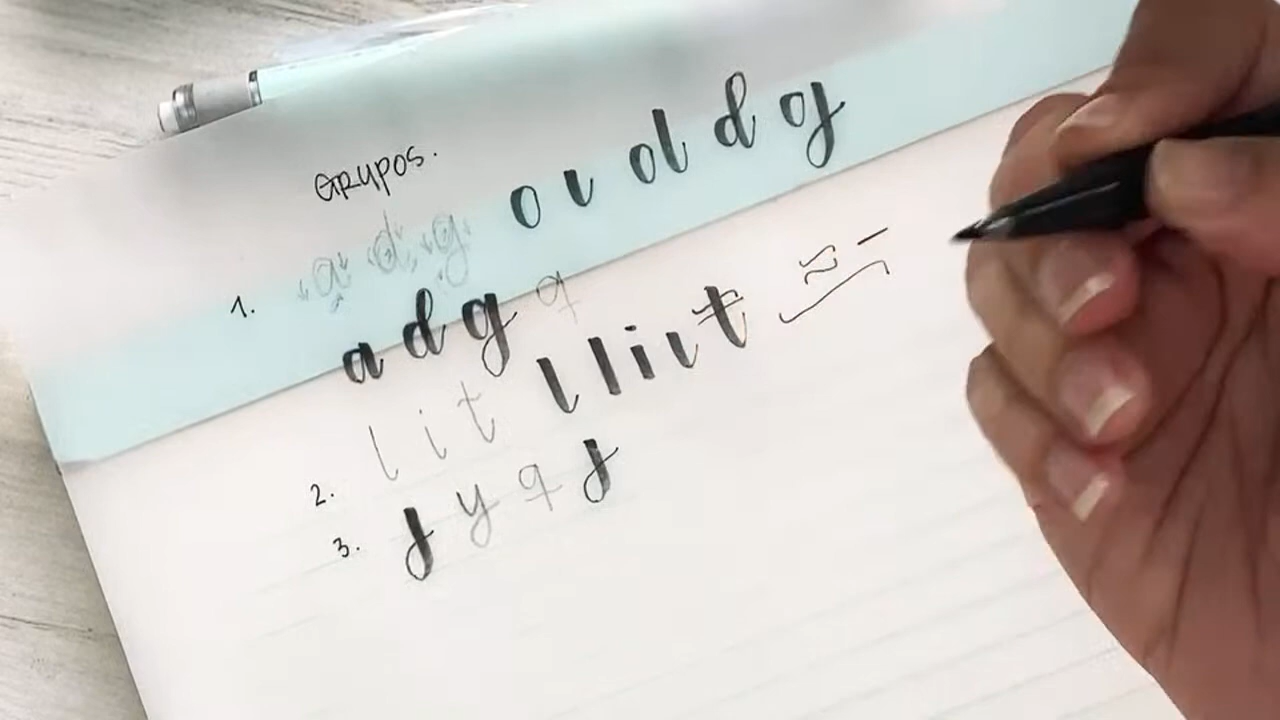 GRUPOS.
o ι ol d g
1. a d g
a d g q
l l i ι t
2. l i t
3. j y q j